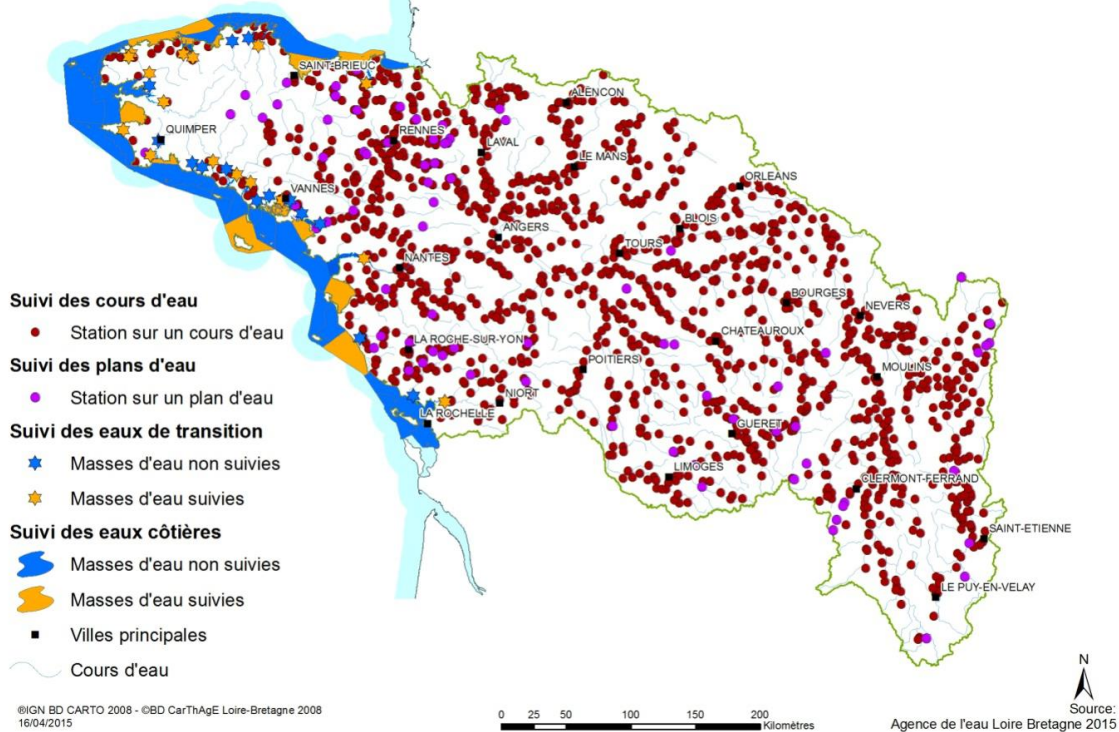 SAINT-BRIEUC
ALENCON
QUIMPER
RENNES
LAVAL
LE MANS
ORLEANS
VANNES
BLOIS
ANGERS
TOURS
NANTES
BOURGES
NEVERS
LA ROCHE-SUR-YON
CHATEAUROUX
POITIERS
MOULINS
NIORT
LA ROCHELLE
GUERET
LIMOGES
CLERMONT-FERRAND
SAINT-ETIENNE
LE PUY-EN-VELAY
Suivi des cours d'eau
Station sur un cours d'eau
Suivi des plans d'eau
Station sur un plan d'eau
Suivi des eaux de transition
Masses d'eau non suivies
Masses d'eau suivies
Suivi des eaux côtières
Masses d'eau non suivies
Masses d'eau suivies
Villes principales
Cours d'eau
®IGN BD CARTO 2008 - ©BD CarThAgE Loire-Bretagne 2008
16/04/2015
0 25 50 100 150 200
Kilomètres
N
Source:
Agence de l'eau Loire Bretagne 2015